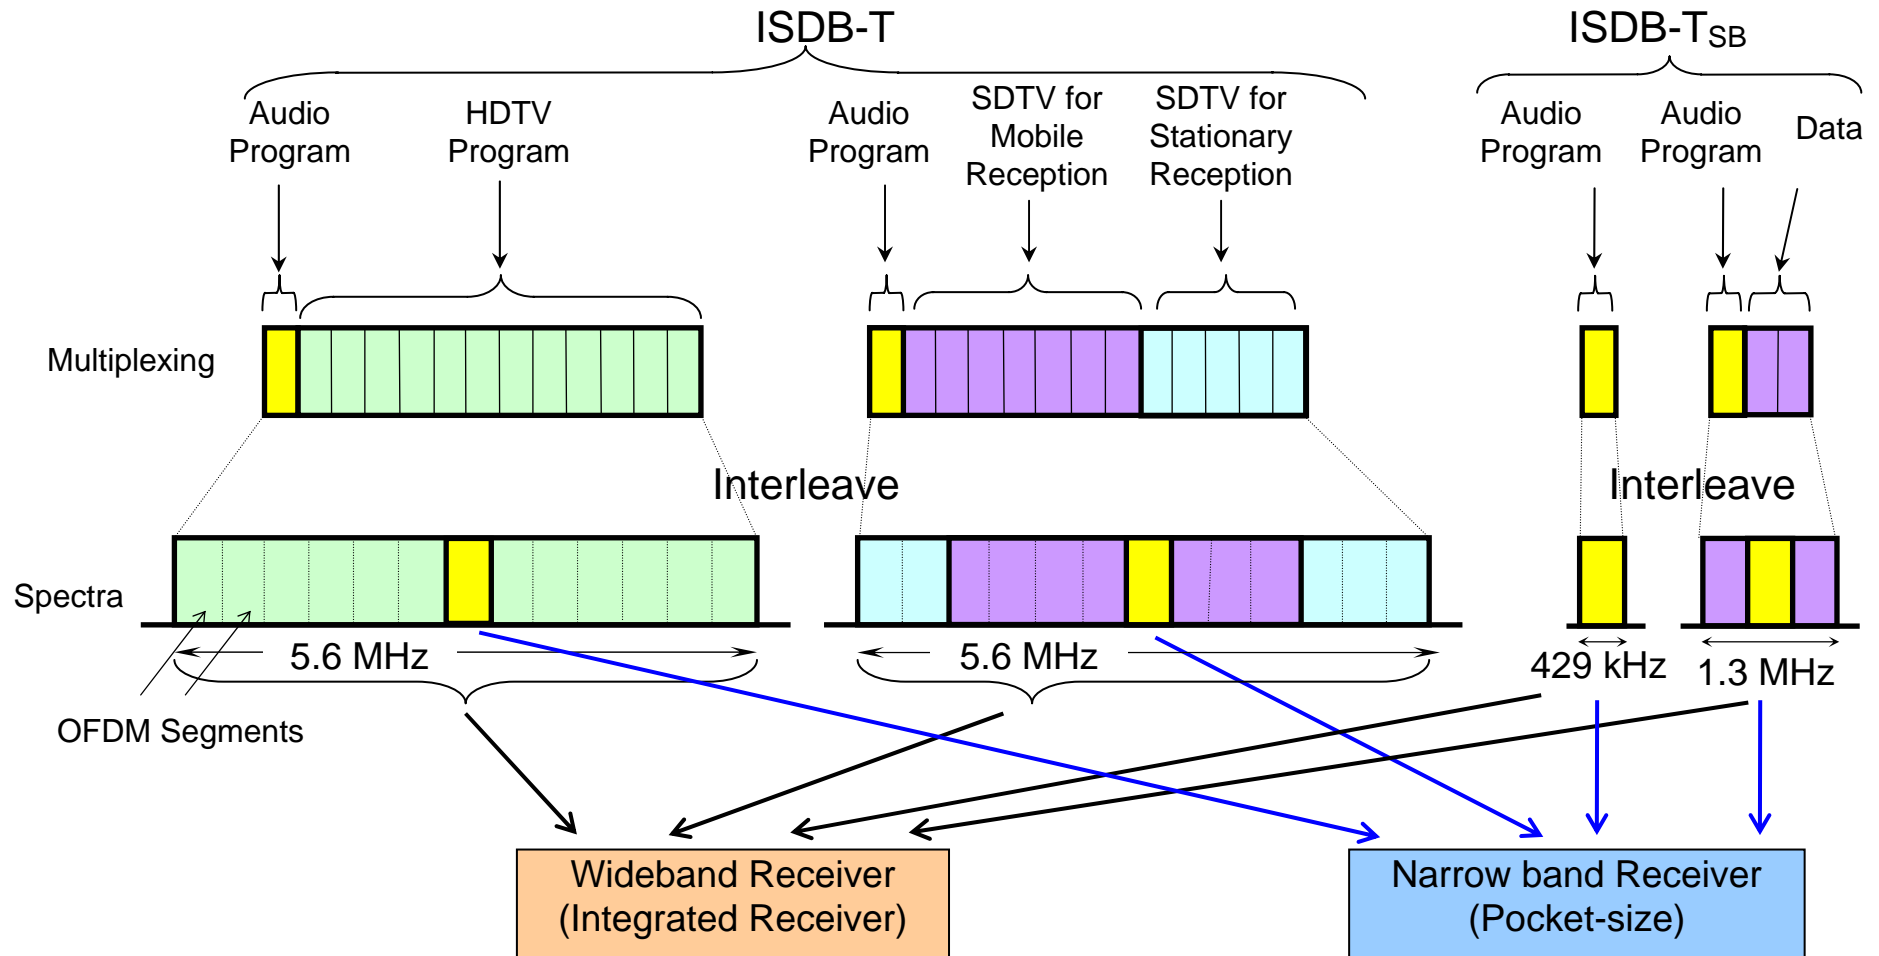 ISDB-T
ISDB-TSB
Audio
Program
HDTV
Program
Audio
Program
SDTV for
Mobile
Reception
SDTV for
Stationary
Reception
Audio
Program
Audio
Program
Data
Multiplexing
Interleave
Interleave
Spectra
5.6 MHz
5.6 MHz
429 kHz
1.3 MHz
OFDM Segments
Wideband Receiver
(Integrated Receiver)
Narrow band Receiver
(Pocket-size)